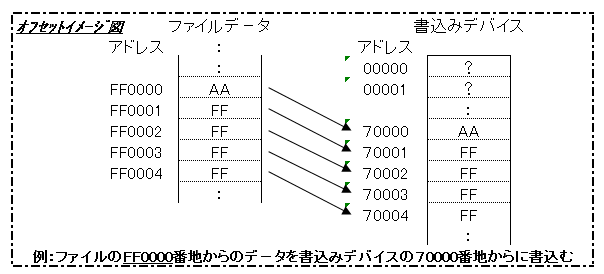 オフセットイメージ図
ファイルデータ 書込みデバイス
アドレス : アドレス
: 00000 ?
FF0000 AA 00001 ?
FF0001 FF :
FF0002 FF 70000 AA
FF0003 FF 70001 FF
FF0004 FF 70002 FF
: 70003 FF
70004 FF
:
例：ファイルのFF0000番地からのデータを書込みデバイスの70000番地からに書込む